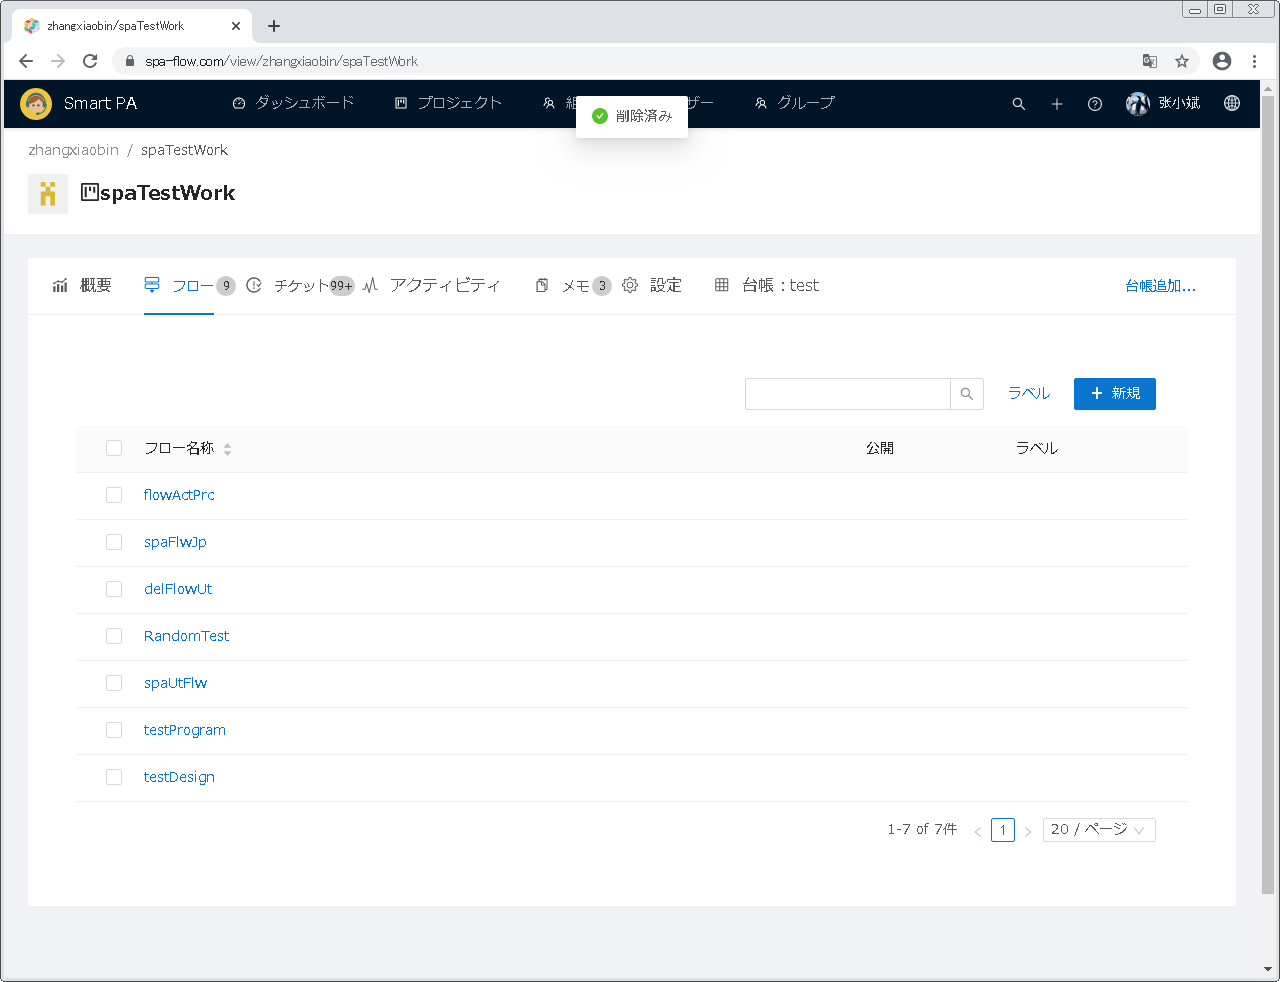 zhangxiaobin/spaTestWork
spa-flow.com/view/zhangxiaobin/spaTestWork
Smart PA
ダッシュボード
プロジェクト
組
ザー
グループ
张小斌
削除済み
zhangxiaobin / spaTestWork
spaTestWork
概要
フロー 9
チケット 99+
アクティビティ
メモ 3
設定
台帳：test
台帳追加...
ラベル
+ 新規
フロー名称
公開
ラベル
flowActPrc
spaFlwJp
delFlowUt
RandomTest
spaUtFlw
testProgram
testDesign
1-7 of 7件 < 1 > 20 / ページ